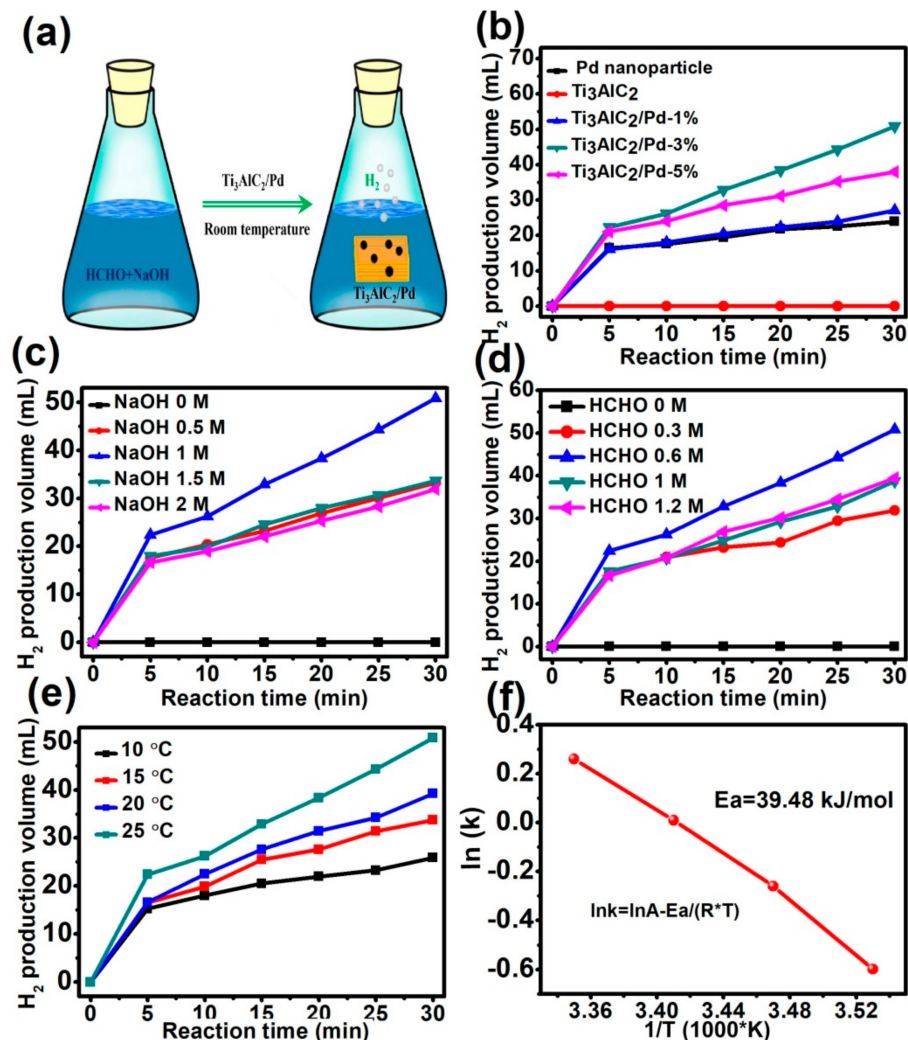 (a)
HCHO+NaOH
Ti₃AlC₂/Pd
Room temperature
H₂
Ti₃AlC₂/Pd
(b)
H₂ production volume (mL)
70
60
50
40
30
20
10
0
Pd nanoparticle
Ti₃AlC₂
Ti₃AlC₂/Pd-1%
Ti₃AlC₂/Pd-3%
Ti₃AlC₂/Pd-5%
0 5 10 15 20 25 30
Reaction time (min)
(c)
H₂ production volume (mL)
50
40
30
20
10
0
NaOH 0 M
NaOH 0.5 M
NaOH 1 M
NaOH 1.5 M
NaOH 2 M
0 5 10 15 20 25 30
Reaction time (min)
(d)
H₂ production volume (mL)
60
50
40
30
20
10
0
HCHO 0 M
HCHO 0.3 M
HCHO 0.6 M
HCHO 1 M
HCHO 1.2 M
0 5 10 15 20 25 30
Reaction time (min)
(e)
H₂ production volume (mL)
50
40
30
20
10
0
10 °C
15 °C
20 °C
25 °C
0 5 10 15 20 25 30
Reaction time (min)
(f)
ln (k)
0.4
0.2
0.0
-0.2
-0.4
-0.6
Ea=39.48 kJ/mol
lnk=lnA-Ea/(R*T)
3.36 3.40 3.44 3.48 3.52
1/T (1000*K)